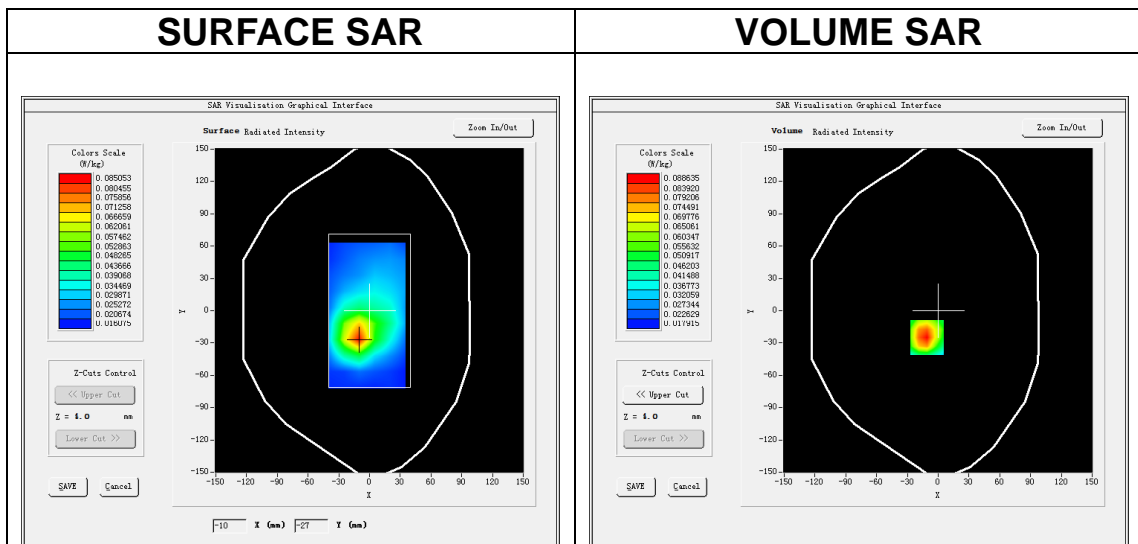 SURFACE SAR
VOLUME SAR
SAR Visualisation Graphical Interface
Surface Radiated Intensity
Zoom In/Out
Colors Scale
(W/kg)
0.085053
0.080455
0.075856
0.071258
0.066659
0.062061
0.057462
0.052863
0.048265
0.043666
0.039068
0.034469
0.029871
0.025272
0.020674
0.016075
Z-Cuts Control
<< Upper Cut
Z = 4.0 mm
Lower Cut >>
SAVE
Cancel
150
120
90
60
30
0
-30
-60
-90
-120
-150
Y
-150 -120 -90 -60 -30 0 30 60 90 120 150
X
-10 X (mm) -27 Y (mm)
SAR Visualisation Graphical Interface
Volume Radiated Intensity
Zoom In/Out
Colors Scale
(W/kg)
0.088635
0.083920
0.079206
0.074491
0.069776
0.065061
0.060347
0.055632
0.050917
0.046203
0.041488
0.036773
0.032059
0.027344
0.022629
0.017915
Z-Cuts Control
<< Upper Cut
Z = 4.0 mm
Lower Cut >>
SAVE
Cancel
150
120
90
60
30
0
-30
-60
-90
-120
-150
Y
-150 -120 -90 -60 -30 0 30 60 90 120 150
X